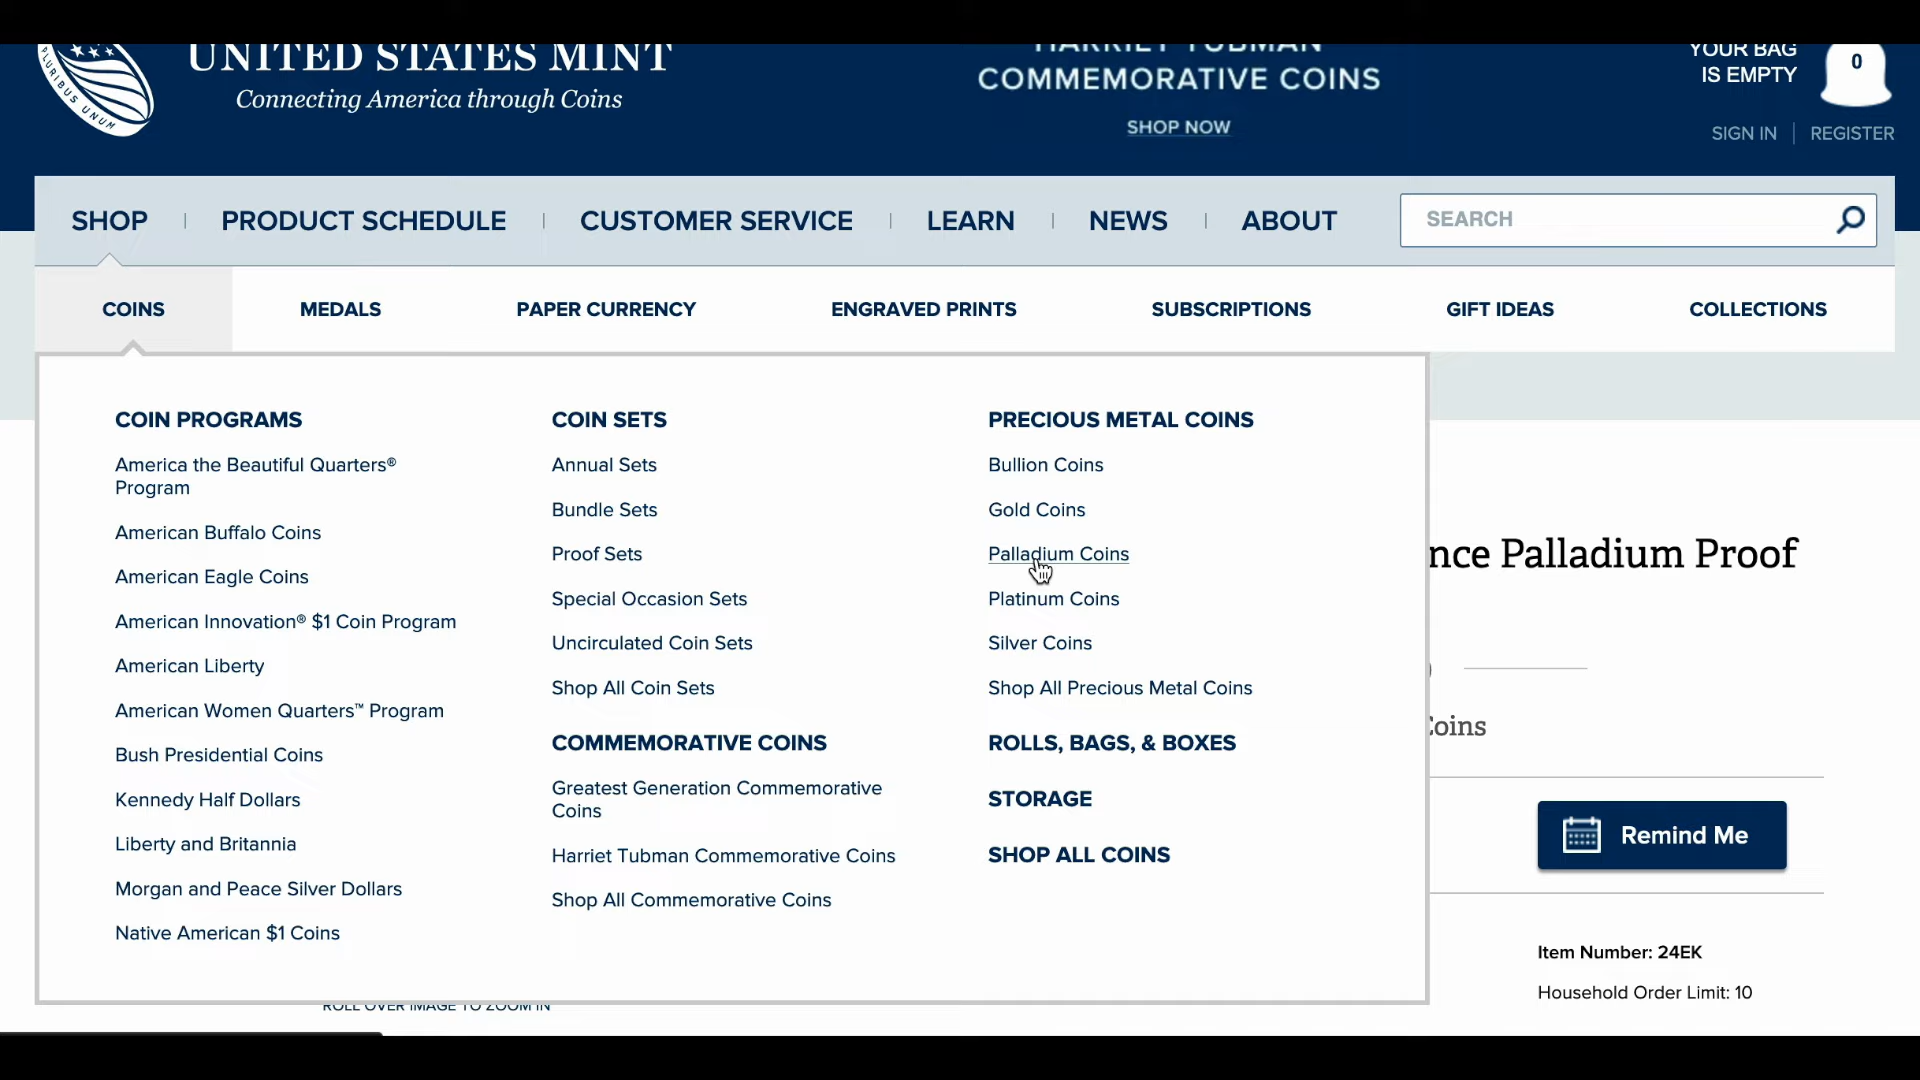 PLURIBUS UNUM
UNITED STATES MINT
Connecting America through Coins
HARRIET TUBMAN
COMMEMORATIVE COINS
SHOP NOW
YOUR BAG
IS EMPTY
0
SIGN IN
REGISTER
SHOP
PRODUCT SCHEDULE
CUSTOMER SERVICE
LEARN
NEWS
ABOUT
SEARCH
COINS
MEDALS
PAPER CURRENCY
ENGRAVED PRINTS
SUBSCRIPTIONS
GIFT IDEAS
COLLECTIONS
COIN PROGRAMS
America the Beautiful Quarters®
Program
American Buffalo Coins
American Eagle Coins
American Innovation® $1 Coin Program
American Liberty
American Women Quarters™ Program
Bush Presidential Coins
Kennedy Half Dollars
Liberty and Britannia
Morgan and Peace Silver Dollars
Native American $1 Coins
COIN SETS
Annual Sets
Bundle Sets
Proof Sets
Special Occasion Sets
Uncirculated Coin Sets
Shop All Coin Sets
COMMEMORATIVE COINS
Greatest Generation Commemorative
Coins
Harriet Tubman Commemorative Coins
Shop All Commemorative Coins
PRECIOUS METAL COINS
Bullion Coins
Gold Coins
Palladium Coins
Platinum Coins
Silver Coins
Shop All Precious Metal Coins
ROLLS, BAGS, & BOXES
STORAGE
SHOP ALL COINS
nce Palladium Proof
Coins
Remind Me
Item Number: 24EK
Household Order Limit: 10
ROLL OVER IMAGE TO ZOOM IN